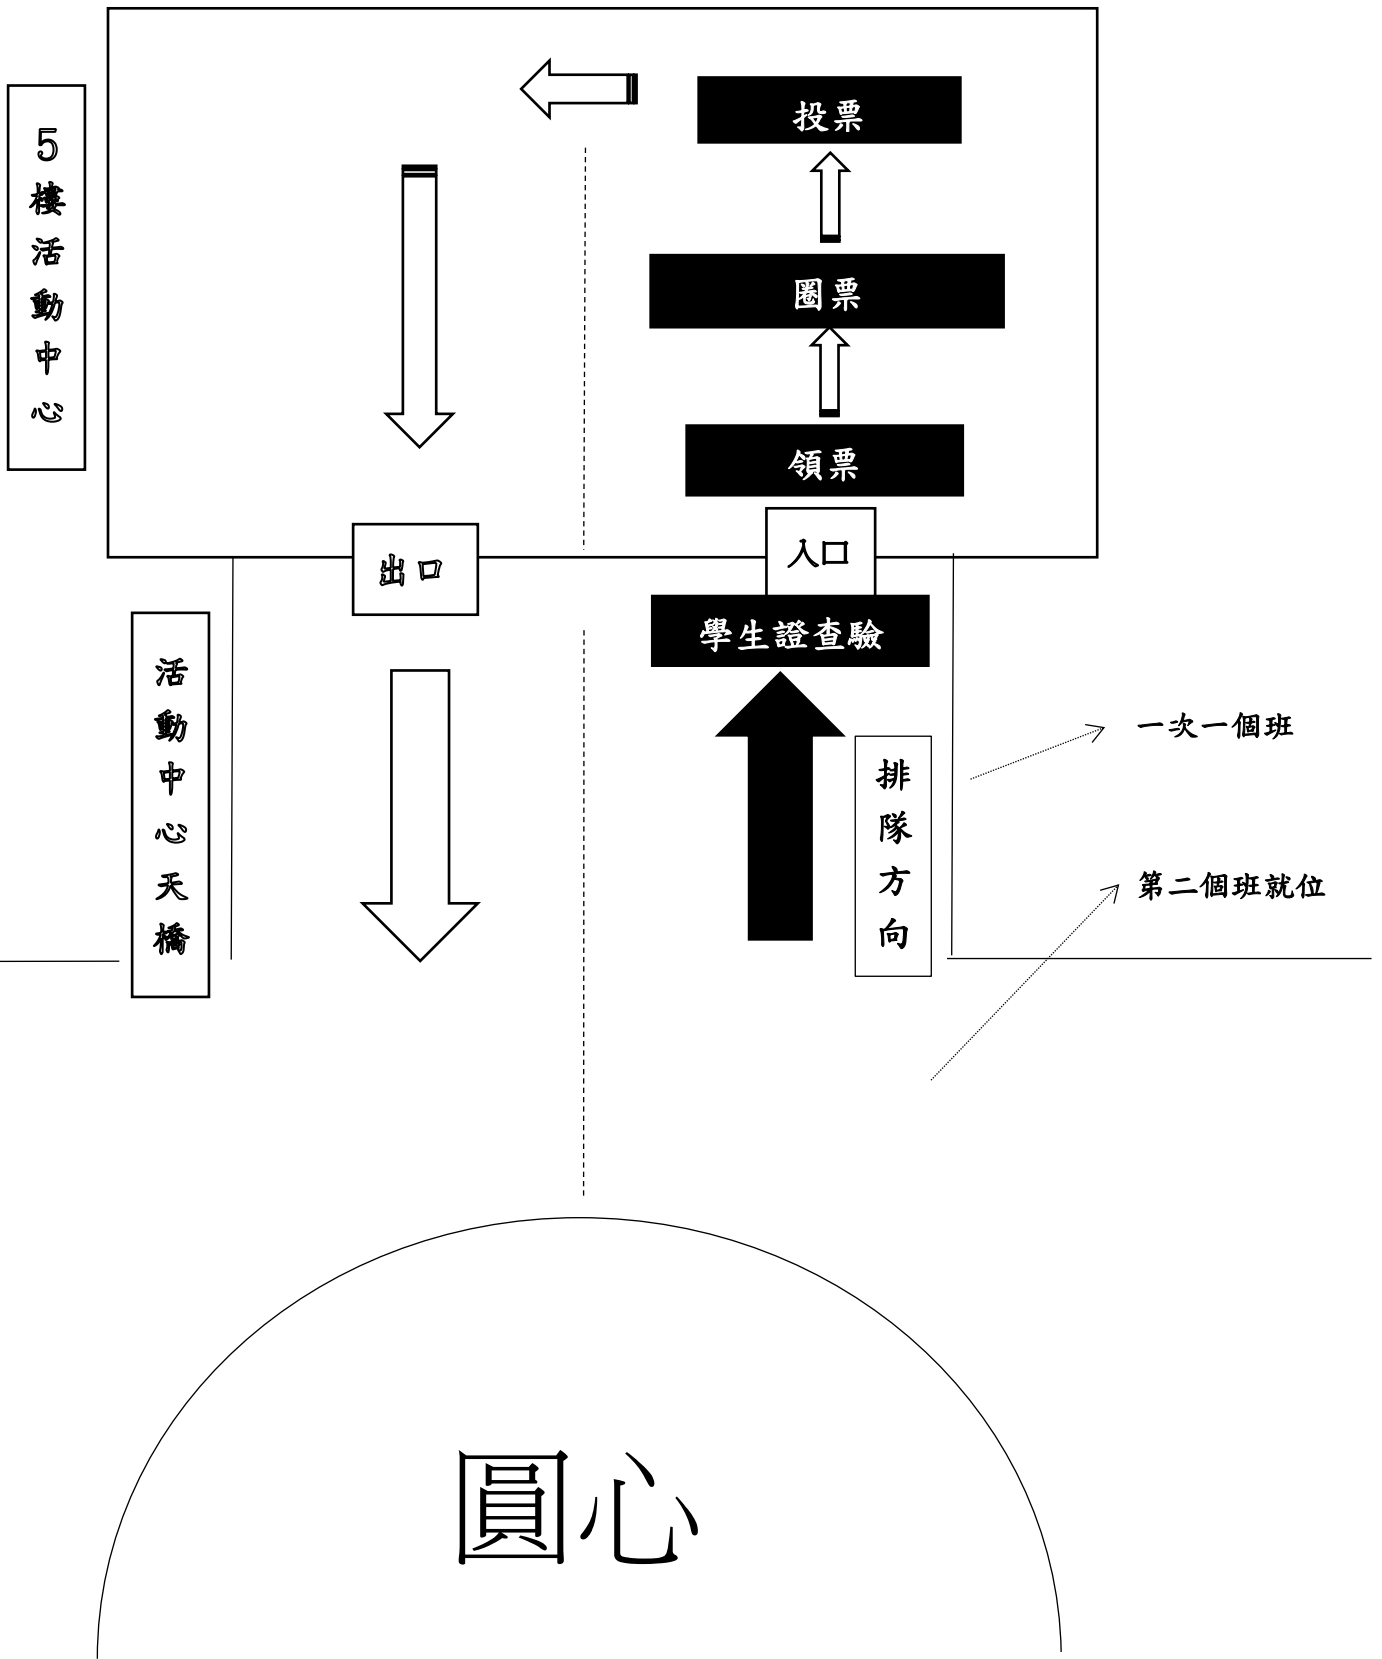 投票
5樓活動中心
圈票
領票
入口
出口
學生證查驗
活動中心天橋
一次一個班
排隊方向
第二個班就位
圓心